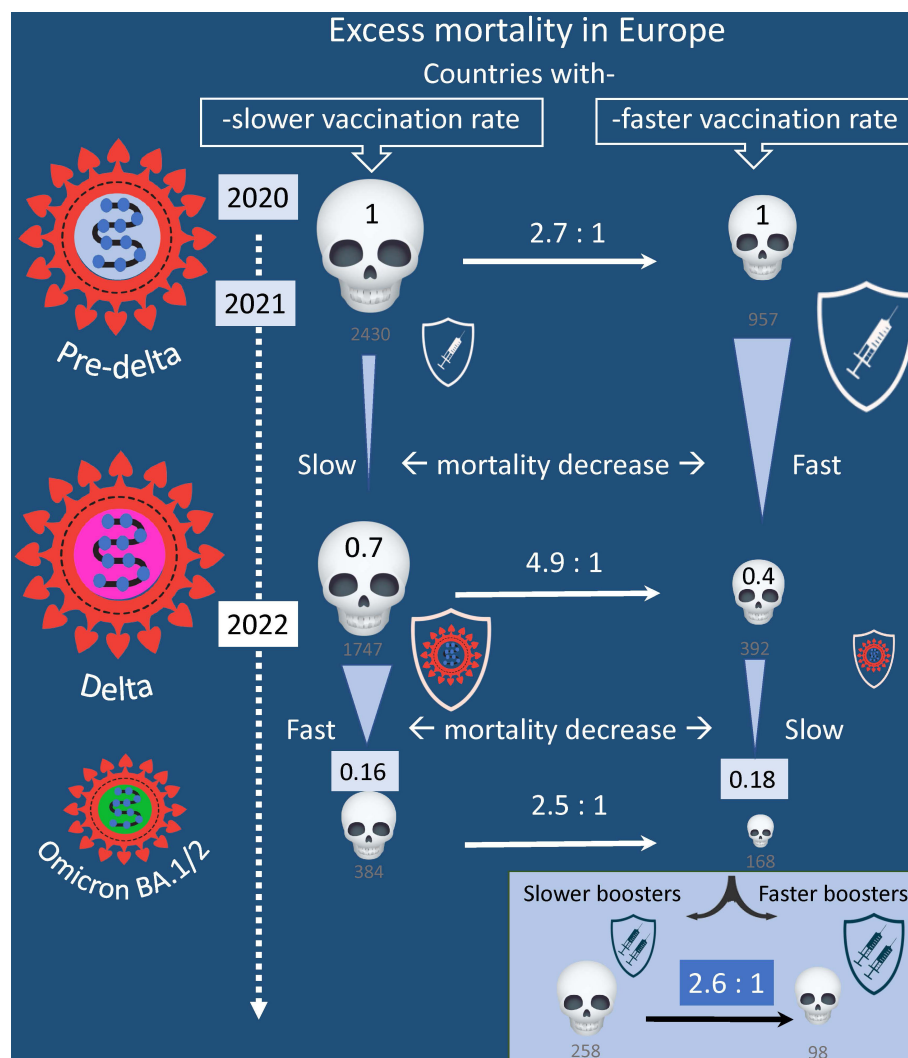 Excess mortality in Europe
Countries with-
-slower vaccination rate
-faster vaccination rate
2020
1
2.7 : 1
1
2021
2430
957
Pre-delta
Slow
← mortality decrease →
Fast
0.7
4.9 : 1
0.4
2022
1747
392
Delta
Fast
← mortality decrease →
Slow
0.16
0.18
2.5 : 1
Omicron BA.1/2
384
168
Slower boosters
Faster boosters
2.6 : 1
258
98